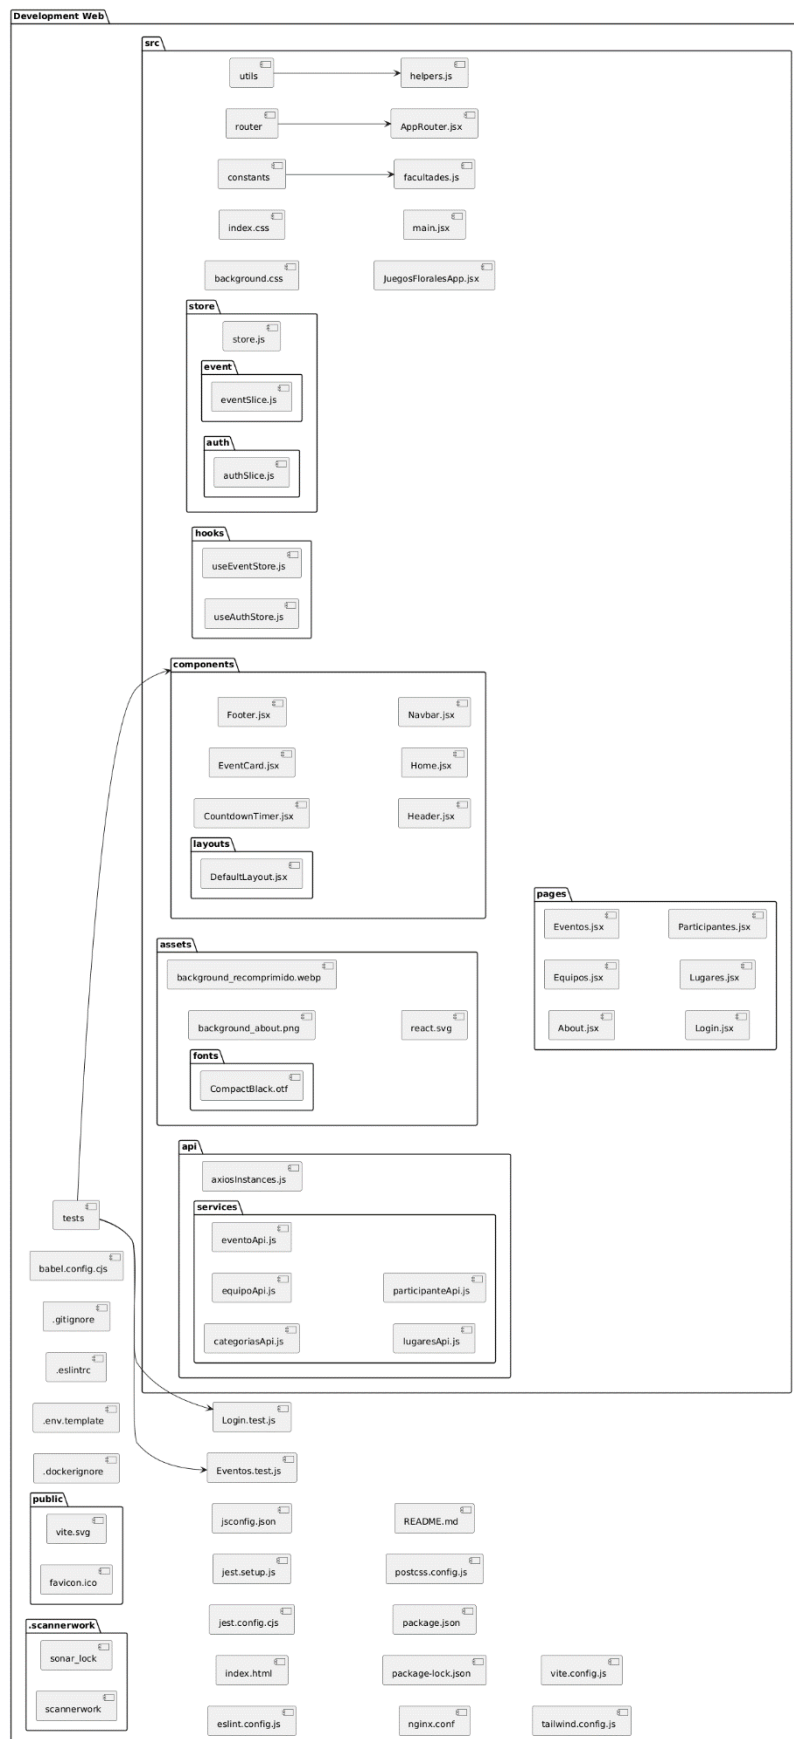 Development Web
src
utils
helpers.js
router
AppRouter.jsx
constants
facultades.js
index.css
main.jsx
background.css
JuegosFloralesApp.jsx
store
store.js
event
eventSlice.js
auth
authSlice.js
hooks
useEventStore.js
useAuthStore.js
components
Footer.jsx
Navbar.jsx
EventCard.jsx
Home.jsx
CountdownTimer.jsx
Header.jsx
layouts
DefaultLayout.jsx
pages
Eventos.jsx
Participantes.jsx
Equipos.jsx
Lugares.jsx
About.jsx
Login.jsx
assets
background_recomprimido.webp
background_about.png
react.svg
fonts
CompactBlack.otf
api
axiosInstances.js
services
eventoApi.js
equipoApi.js
participanteApi.js
categoriasApi.js
lugaresApi.js
tests
babel.config.cjs
.gitignore
.eslintrc
.env.template
Login.test.js
.dockerignore
Eventos.test.js
public
vite.svg
favicon.ico
jsconfig.json
README.md
jest.setup.js
postcss.config.js
jest.config.cjs
package.json
.scannerwork
sonar_lock
scannerwork
index.html
package-lock.json
vite.config.js
eslint.config.js
nginx.conf
tailwind.config.js